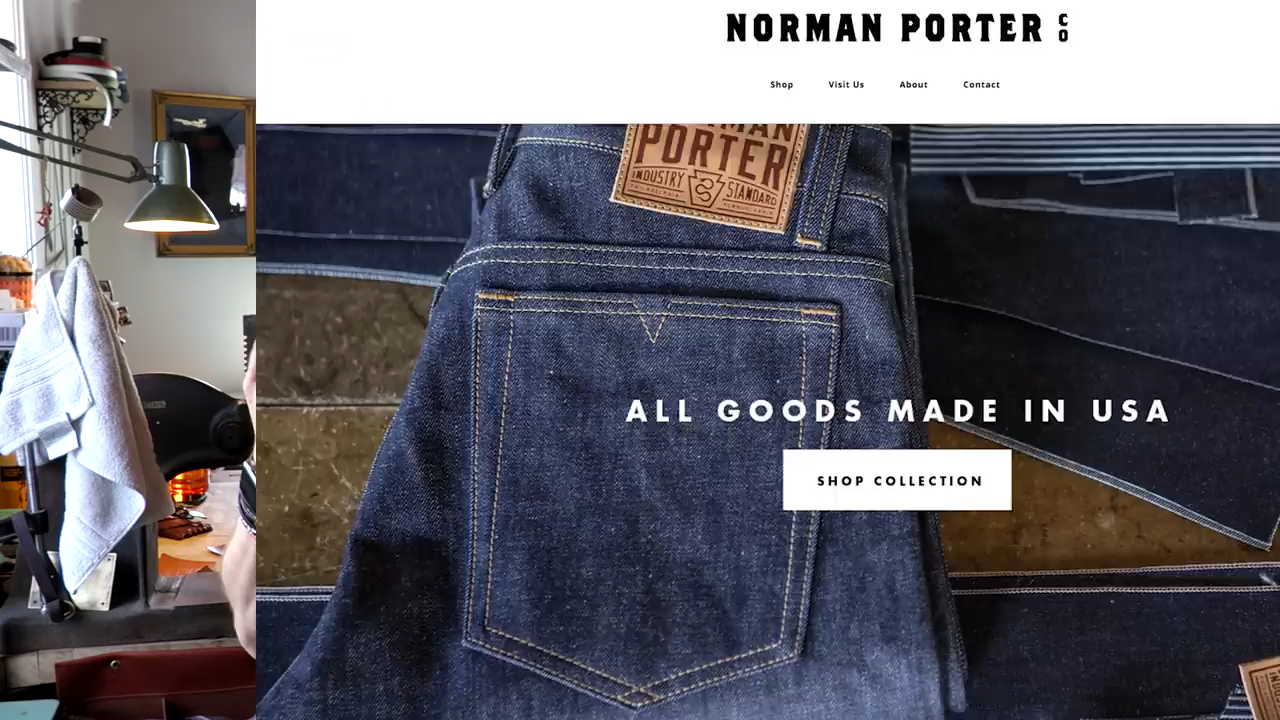 NORMAN PORTER CO
Shop Visit Us About Contact
PORTER
INDUSTRY STANDARD
ALL GOODS MADE IN USA
SHOP COLLECTION